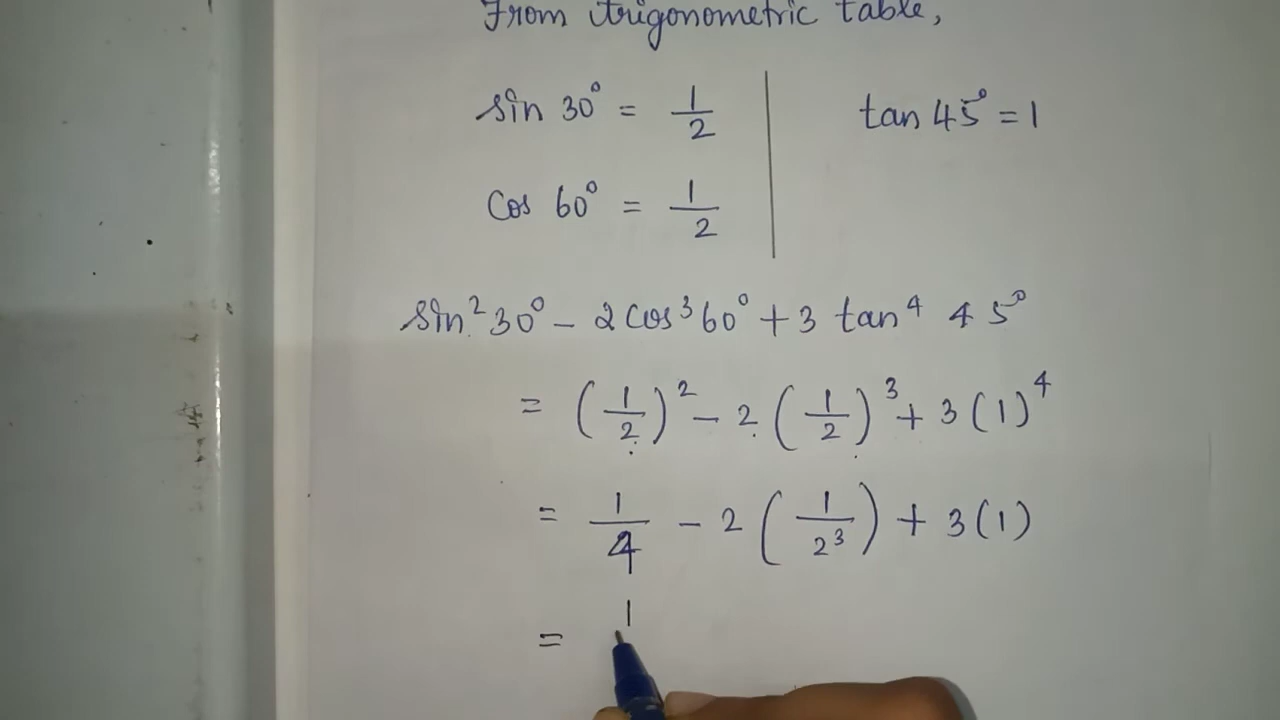 From trigonometric table,
sin 30° = 1/2 | tan 45° = 1
Cos 60° = 1/2
sin² 30° - 2 Cos³ 60° + 3 tan⁴ 45°
= (1/2)² - 2 (1/2)³ + 3 (1)⁴
= 1/4 - 2 (1/2³) + 3 (1)
= 1